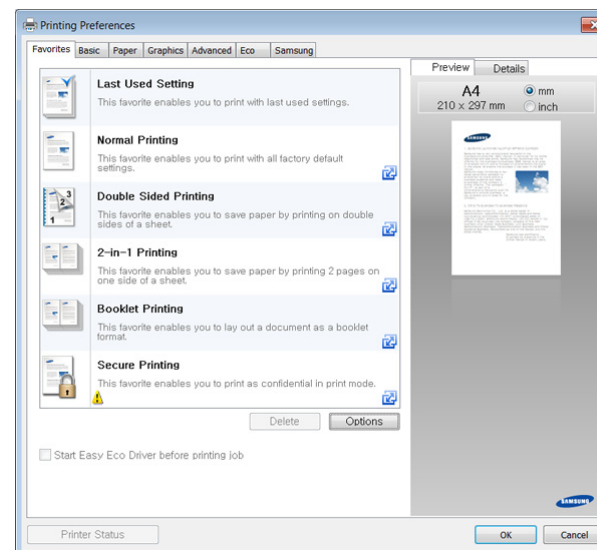 Printing Preferences
Favorites Basic Paper Graphics Advanced Eco Samsung
Last Used Setting
This favorite enables you to print with last used settings.
Normal Printing
This favorite enables you to print with all factory default
settings.
Double Sided Printing
This favorite enables you to save paper by printing on double
sides of a sheet.
2-in-1 Printing
This favorite enables you to save paper by printing 2 pages on
one side of a sheet.
Booklet Printing
This favorite enables you to lay out a document as a booklet
format.
Secure Printing
This favorite enables you to print as confidential in print mode.
Delete Options
Start Easy Eco Driver before printing job
Preview Details
A4 mm
210 x 297 mm inch
SAMSUNG
Printer Status OK Cancel